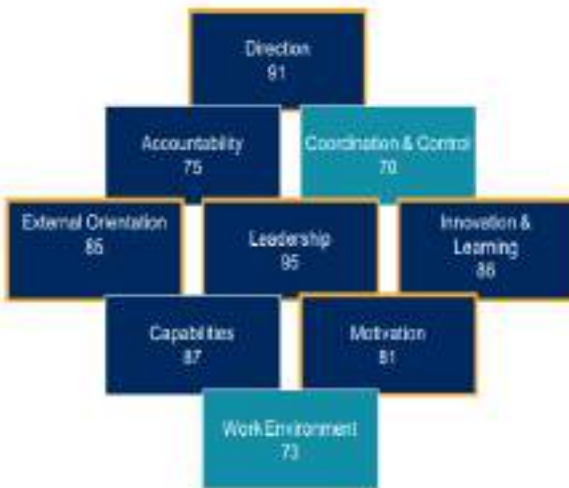 Direction
91
Accountability
75
Coordination & Control
70
External Orientation
85
Leadership
95
Innovation &
Learning
86
Capabilities
87
Motivation
81
Work Environment
73